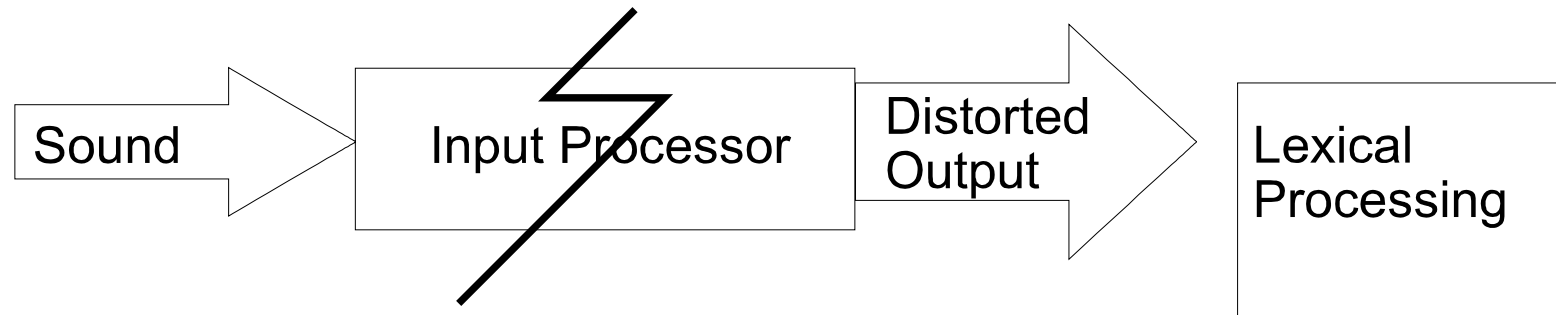 Sound
Input Processor
Distorted
Output
Lexical
Processing